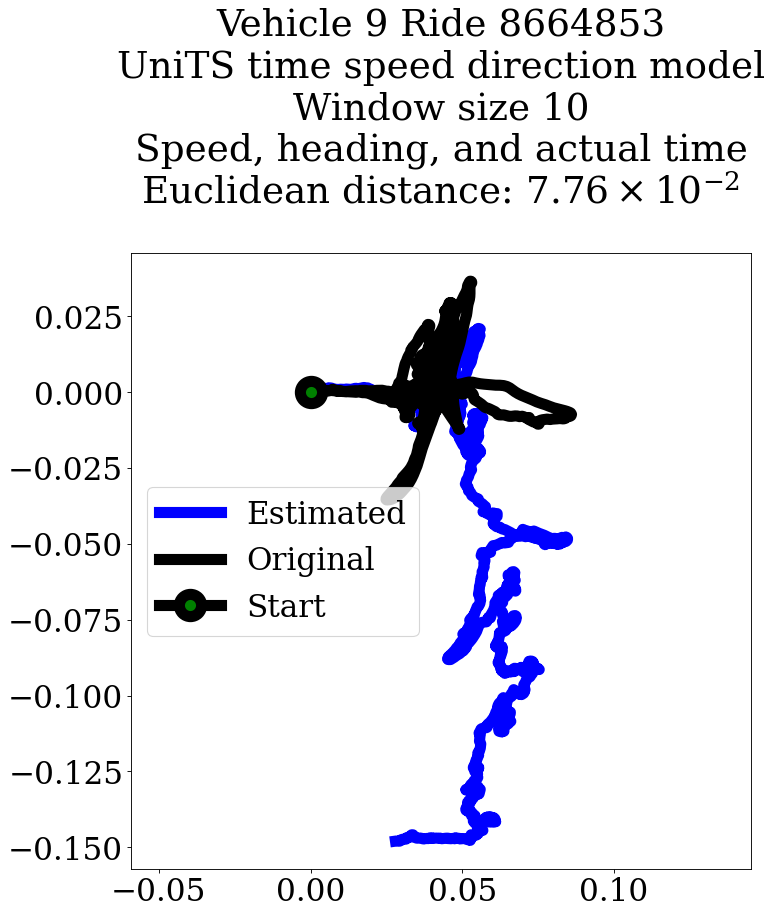 Vehicle 9 Ride 8664853
UniTS time speed direction model
Window size 10
Speed, heading, and actual time
Euclidean distance: 7.76 × 10⁻²
0.025
0.000
−0.025
−0.050
−0.075
−0.100
−0.125
−0.150
Estimated
Original
Start
−0.05 0.00 0.05 0.10